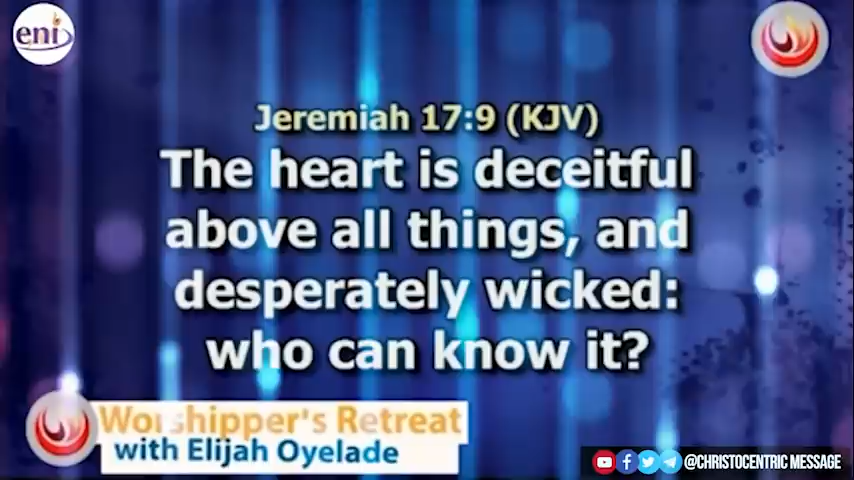 eni
Jeremiah 17:9 (KJV)
The heart is deceitful
above all things, and
desperately wicked:
who can know it?
Worshipper's Retreat
with Elijah Oyelade
@CHRISTOCENTRIC MESSAGE